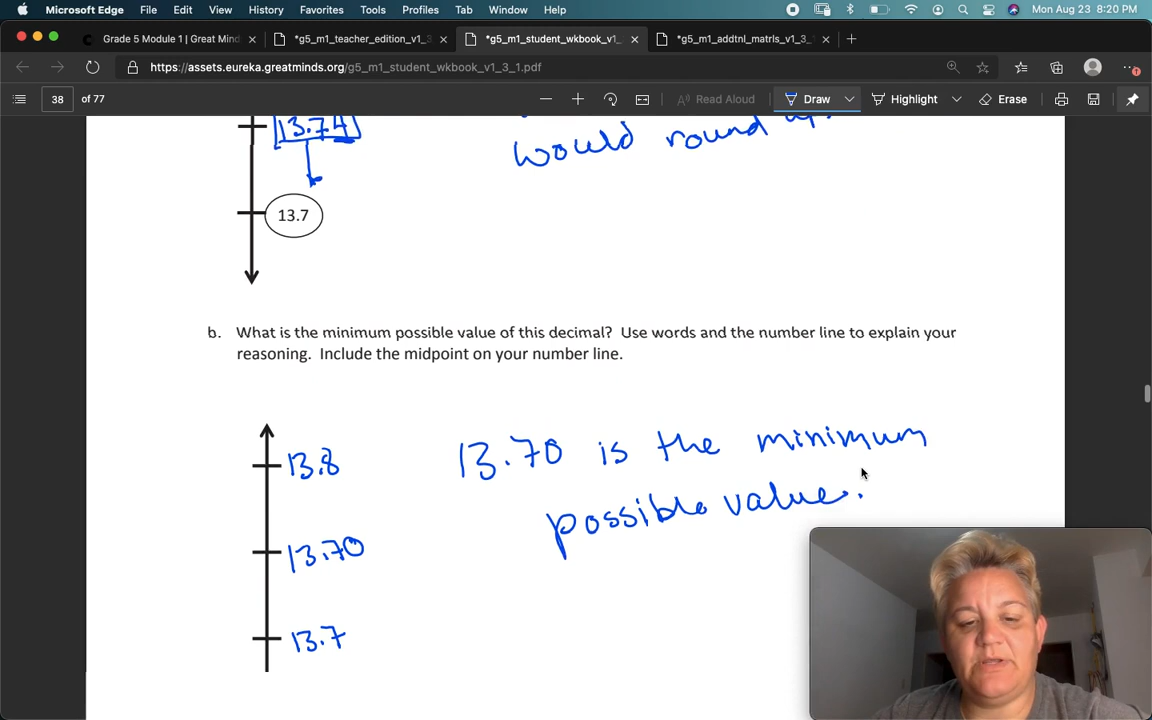 Microsoft Edge File Edit View History Favorites Tools Profiles Tab Window Help Mon Aug 23 8:20 PM
Grade 5 Module 1 | Great Mind *g5_m1_teacher_edition_v1_3 *g5_m1_student_wkbook_v1_ *g5_m1_addtnl_matrls_v1_3_
https://assets.eureka.greatminds.org/g5_m1_student_wkbook_v1_3_1.pdf
38 of 77 Read Aloud Draw Highlight Erase
13.74
would round up.
13.7
b. What is the minimum possible value of this decimal? Use words and the number line to explain your
reasoning. Include the midpoint on your number line.
13.8
13.70 is the minimum
possible value.
13.70
13.7